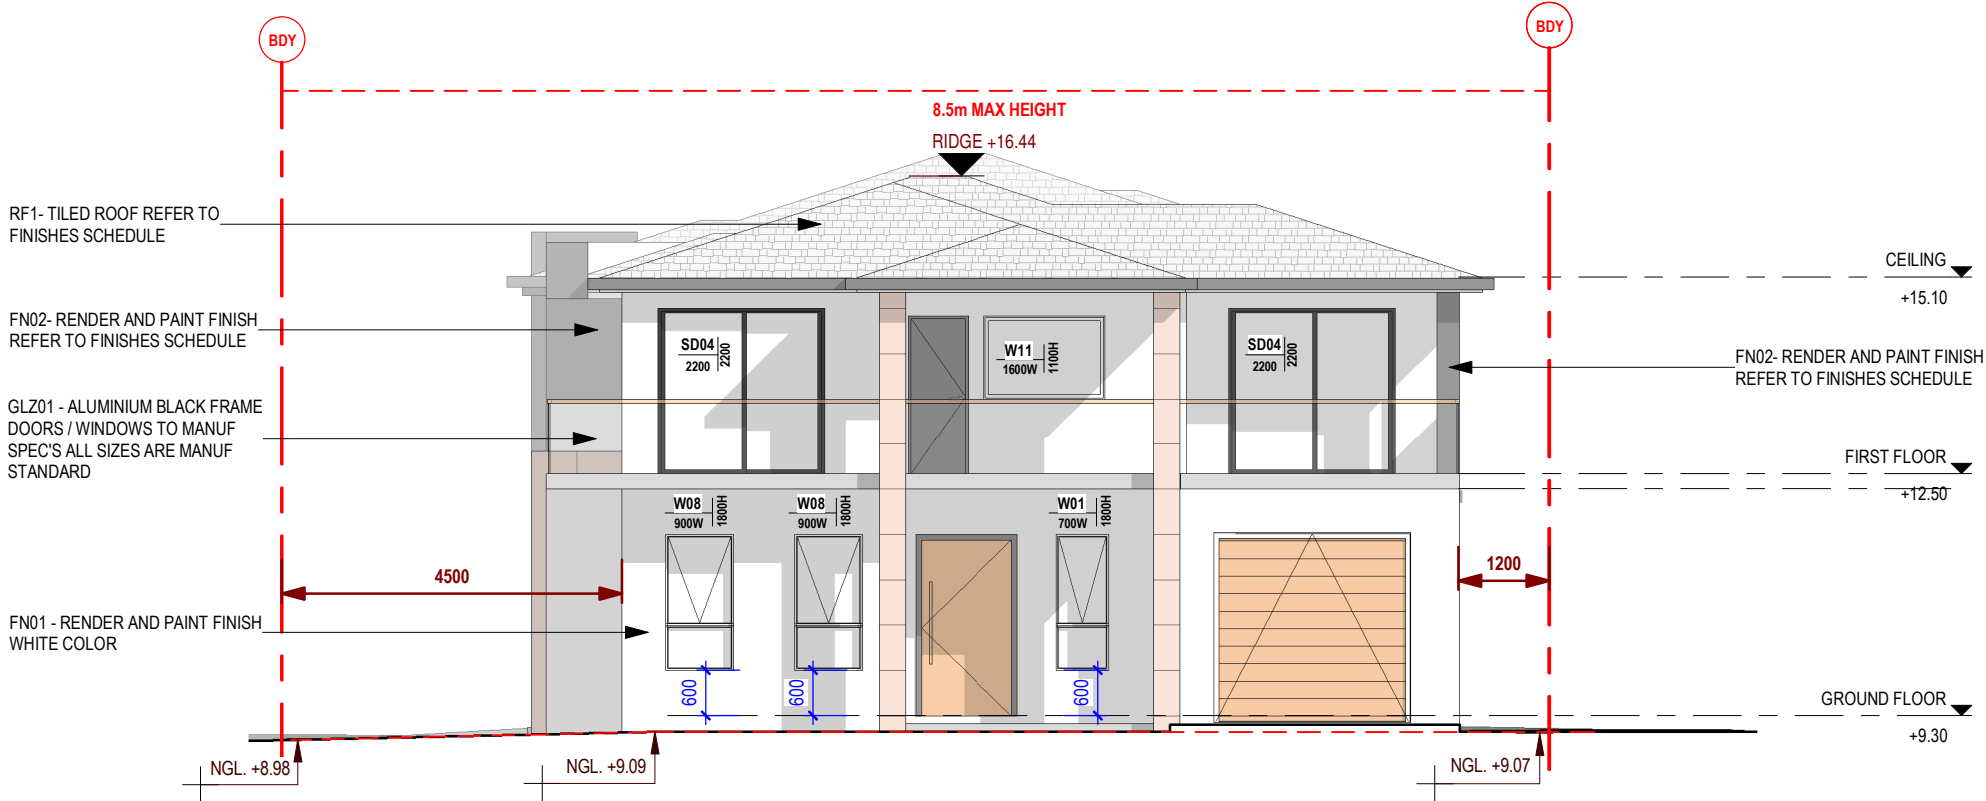 BDY
BDY
8.5m MAX HEIGHT
RIDGE +16.44
RF1- TILED ROOF REFER TO
FINISHES SCHEDULE
CEILING
+15.10
FN02- RENDER AND PAINT FINISH
REFER TO FINISHES SCHEDULE
SD04
2200
2200
W11
1600W
1100H
SD04
2200
2200
FN02- RENDER AND PAINT FINISH
REFER TO FINISHES SCHEDULE
GLZ01 - ALUMINIUM BLACK FRAME
DOORS / WINDOWS TO MANUF
SPEC'S ALL SIZES ARE MANUF
STANDARD
FIRST FLOOR
+12.50
W08
900W
1800H
W08
900W
1800H
W01
700W
1800H
4500
1200
FN01 - RENDER AND PAINT FINISH
WHITE COLOR
600
600
600
GROUND FLOOR
+9.30
NGL. +8.98
NGL. +9.09
NGL. +9.07